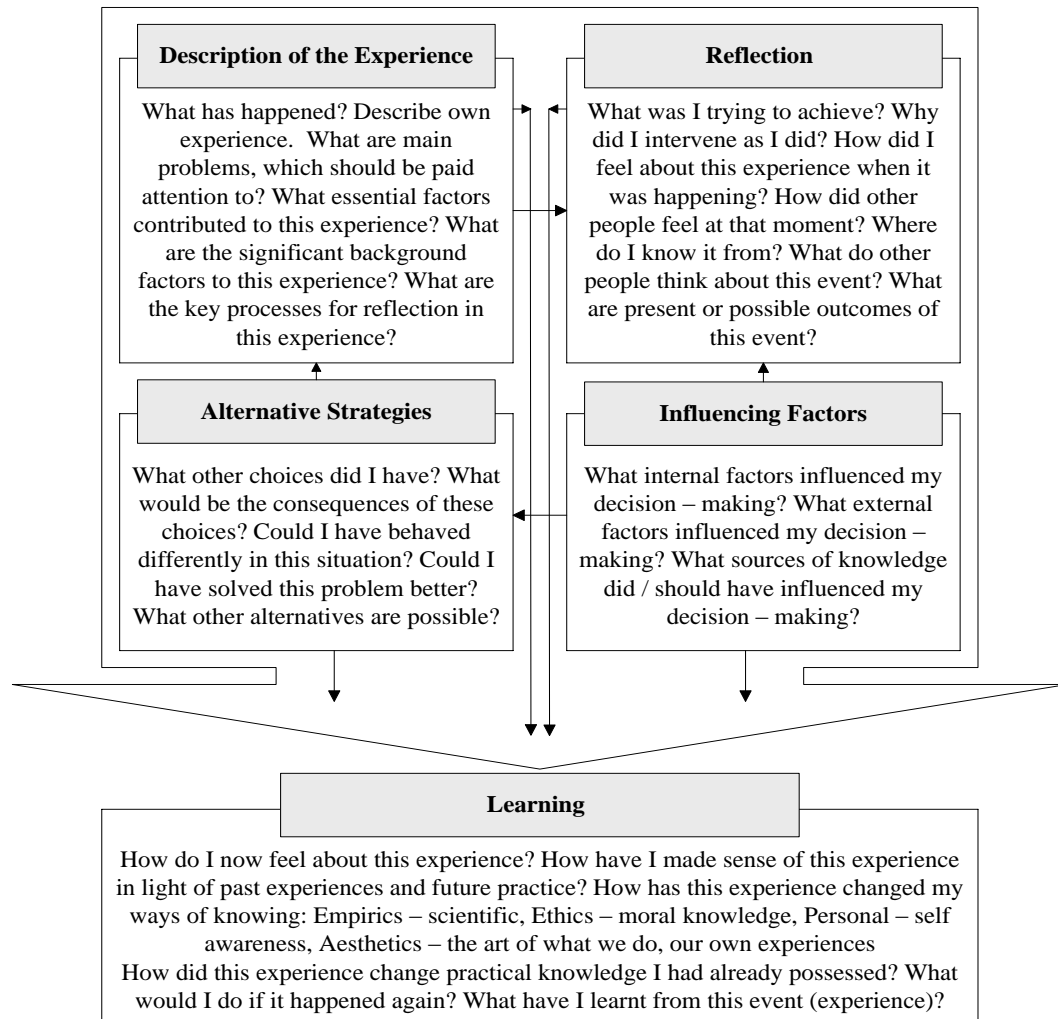 Description of the Experience
What has happened? Describe own
experience.  What are main
problems, which should be paid
attention to? What essential factors
contributed to this experience? What
are the significant background
factors to this experience? What are
the key processes for reflection in
this experience?
Reflection
What was I trying to achieve? Why
did I intervene as I did? How did I
feel about this experience when it
was happening? How did other
people feel at that moment? Where
do I know it from? What do other
people think about this event? What
are present or possible outcomes of
this event?
Alternative Strategies
What other choices did I have? What
would be the consequences of these
choices? Could I have behaved
differently in this situation? Could I
have solved this problem better?
What other alternatives are possible?
Influencing Factors
What internal factors influenced my
decision – making? What external
factors influenced my decision –
making? What sources of knowledge
did / should have influenced my
decision – making?
Learning
How do I now feel about this experience? How have I made sense of this experience
in light of past experiences and future practice? How has this experience changed my
ways of knowing: Empirics – scientific, Ethics – moral knowledge, Personal – self
awareness, Aesthetics – the art of what we do, our own experiences
How did this experience change practical knowledge I had already possessed? What
would I do if it happened again? What have I learnt from this event (experience)?